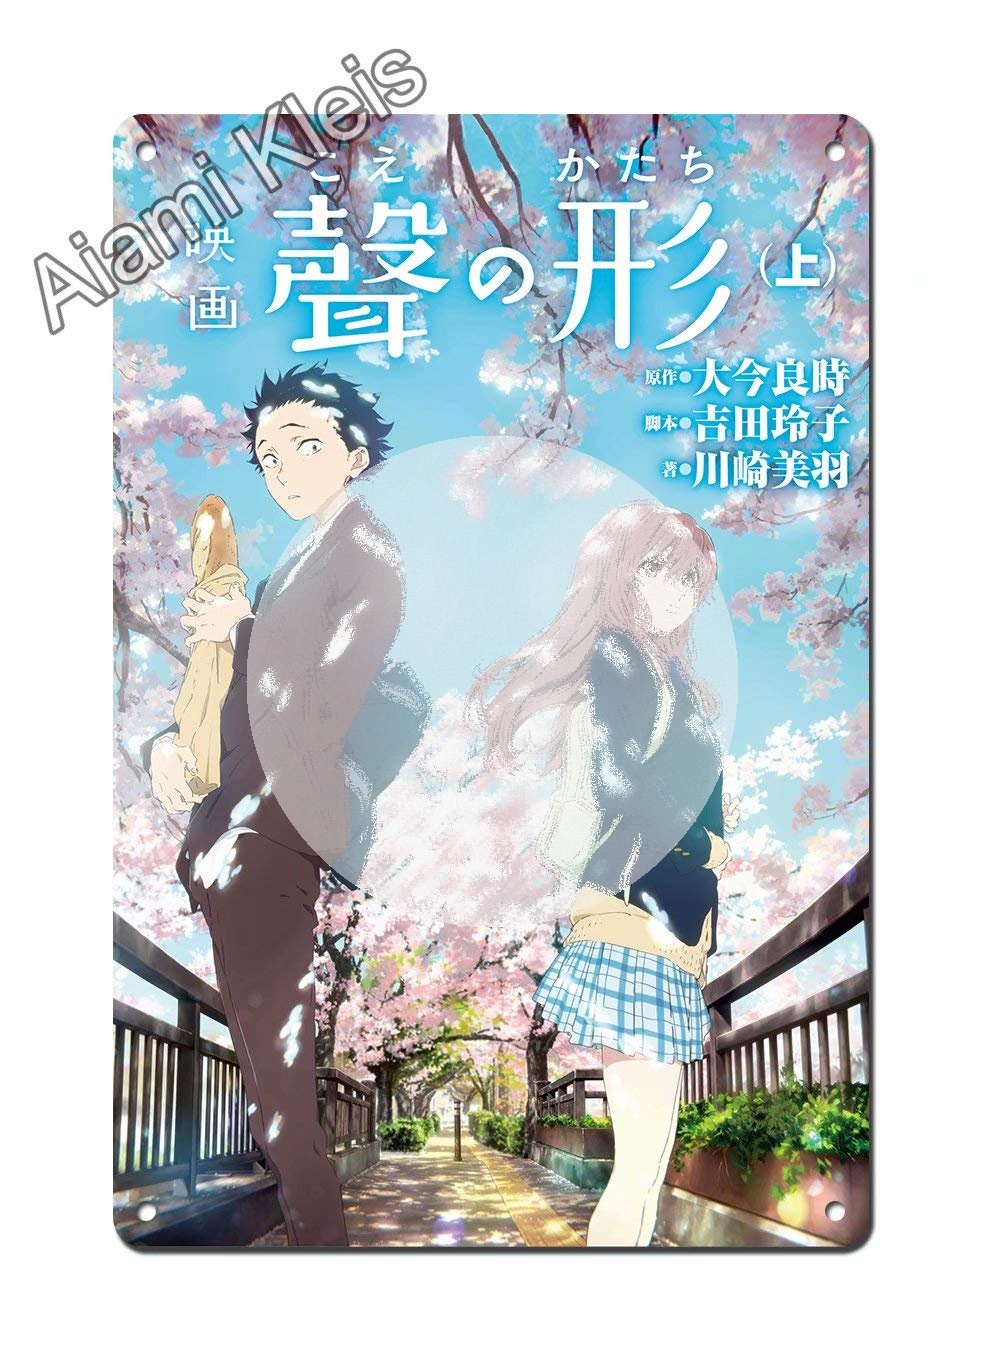 Aiami Kleis
こえ かたち
映画 聲の形（上）
原作●大今良時
脚本●吉田玲子
著●川崎美羽